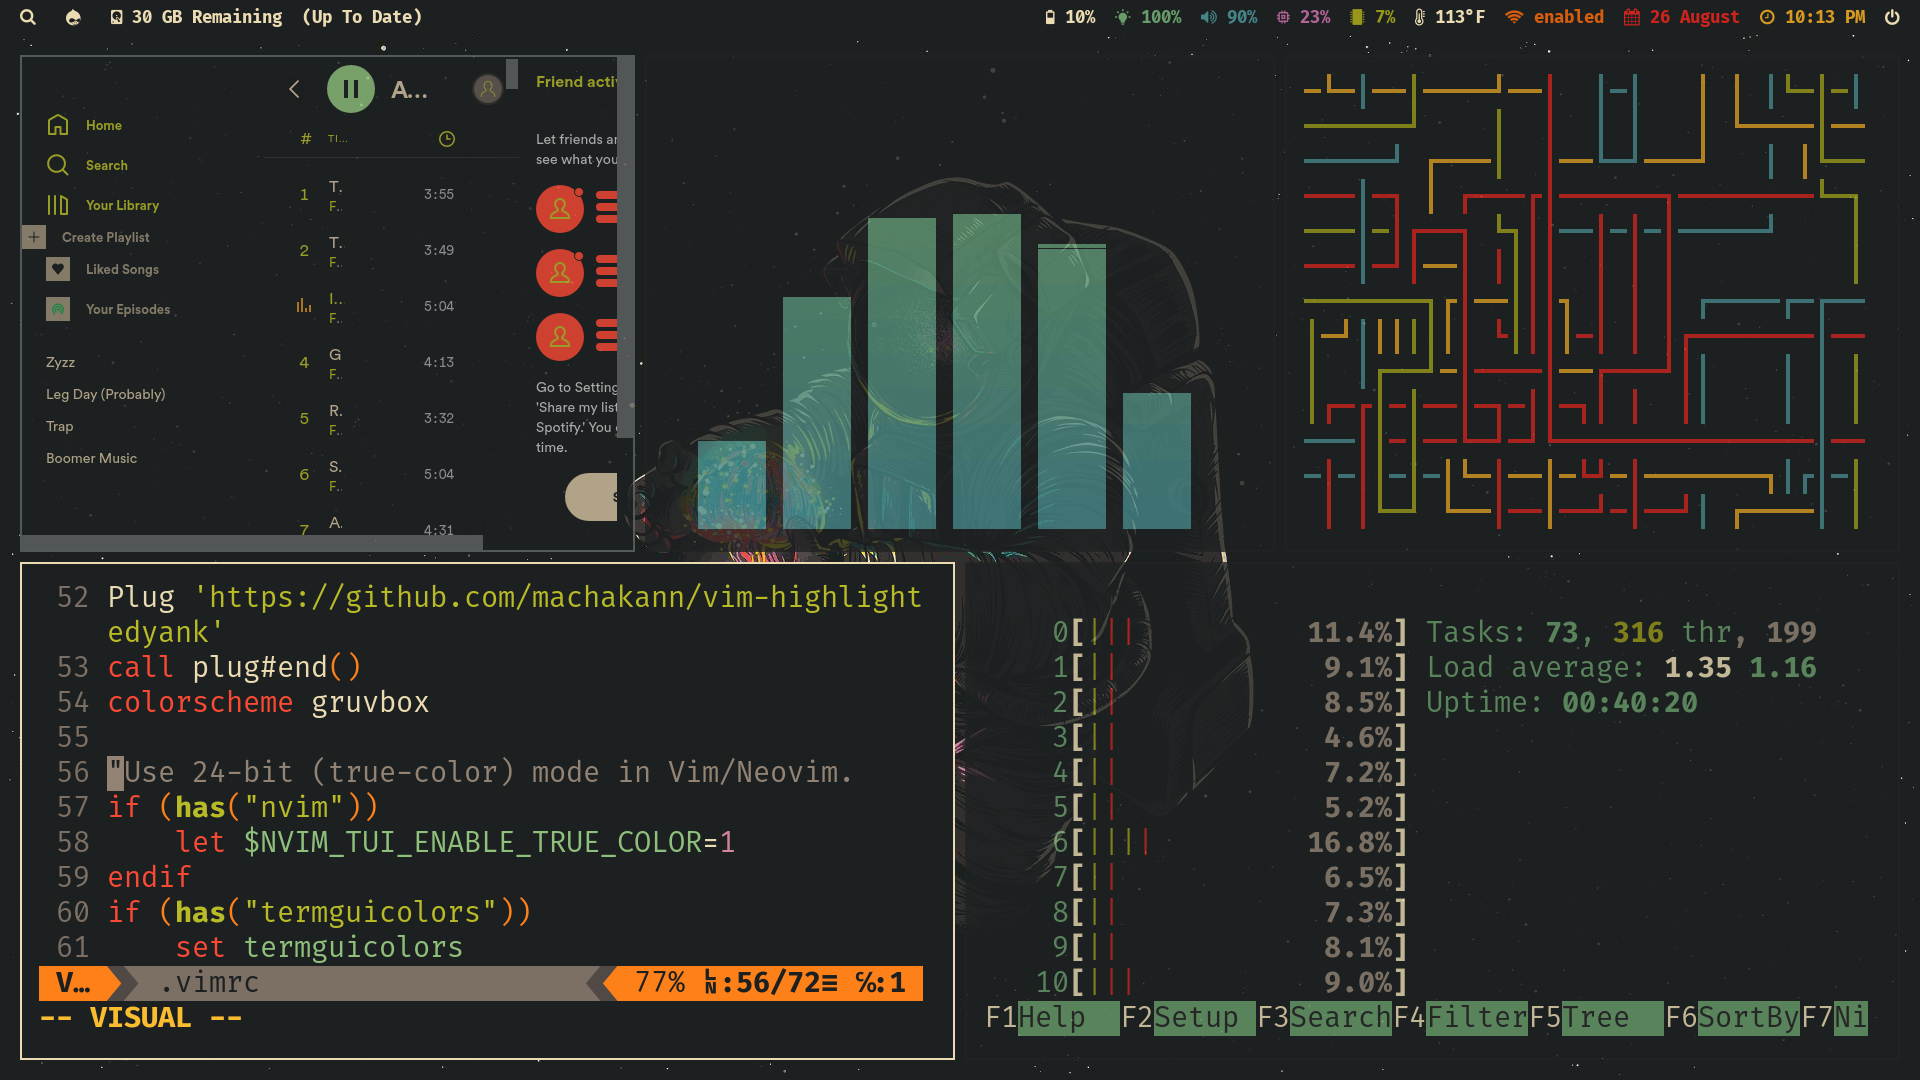 30 GB Remaining (Up To Date)
10% 100% 90% 23% 7% 113°F enabled 26 August 10:13 PM
A...
Friend activ
Home
Search
Your Library
Create Playlist
Liked Songs
Your Episodes
Zyzz
Leg Day (Probably)
Trap
Boomer Music
# TI...
1 T. 3:55
F..
2 T. 3:49
F..
I... 5:04
F..
4 G 4:13
F..
5 R. 3:32
F..
6 S. 5:04
F..
7 A. 4:31
Let friends an
see what you
Go to Setting
'Share my list
Spotify.' You
time.
52 Plug 'https://github.com/machakann/vim-highlight
edyank'
53 call plug#end()
54 colorscheme gruvbox
55
56 "Use 24-bit (true-color) mode in Vim/Neovim.
57 if (has("nvim"))
58 let $NVIM_TUI_ENABLE_TRUE_COLOR=1
59 endif
60 if (has("termguicolors"))
61 set termguicolors
V... .vimrc 77% ㏑:56/72≡ ℅:1
-- VISUAL --
0[||| 11.4%] Tasks: 73, 316 thr, 199
1[|| 9.1%] Load average: 1.35 1.16
2[|| 8.5%] Uptime: 00:40:20
3[|| 4.6%]
4[|| 7.2%]
5[|| 5.2%]
6[|||| 16.8%]
7[|| 6.5%]
8[|| 7.3%]
9[|| 8.1%]
10[||| 9.0%]
F1Help F2Setup F3SearchF4FilterF5Tree F6SortByF7Ni